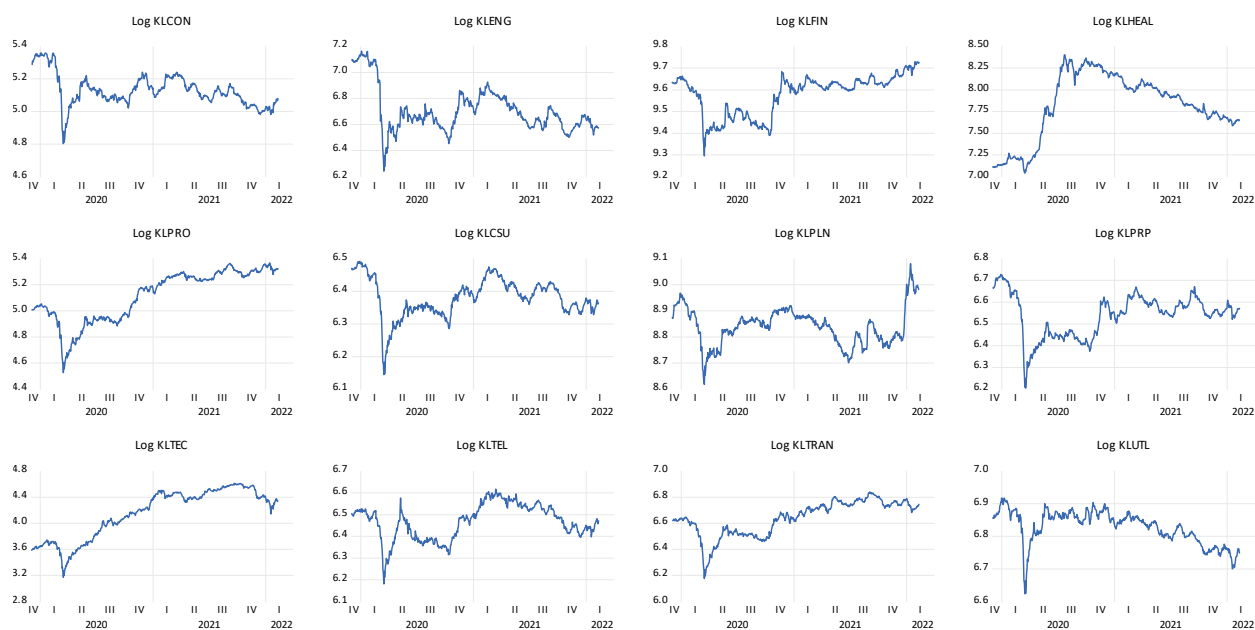 Log KLCON Log KLENG Log KLFIN Log KLHEAL
5.4 7.2 9.8 8.50
5.2 7.0 9.7 8.25
5.0 6.8 9.6 8.00
4.8 6.6 9.5 7.75
4.6 6.4 9.4 7.50
6.2 9.3 7.25
9.2 7.00
IV I II III IV I II III IV I IV I II III IV I II III IV I IV I II III IV I II III IV I IV I II III IV I II III IV I
2020 2021 2022 2020 2021 2022 2020 2021 2022 2020 2021 2022
Log KLPRO Log KLCSU Log KLPLN Log KLPRP
5.4 6.5 9.1 6.8
5.2 6.4 9.0 6.7
5.0 6.3 8.9 6.6
4.8 6.2 8.8 6.5
4.6 6.1 8.7 6.4
4.4 8.6 6.3
6.2
IV I II III IV I II III IV I IV I II III IV I II III IV I IV I II III IV I II III IV I IV I II III IV I II III IV I
2020 2021 2022 2020 2021 2022 2020 2021 2022 2020 2021 2022
Log KLTEC Log KLTEL Log KLTRAN Log KLUTL
4.8 6.7 7.0 7.0
4.4 6.6 6.8 6.9
4.0 6.5 6.6 6.8
3.6 6.4 6.4 6.7
3.2 6.3 6.2 6.6
2.8 6.2 6.0
6.1
IV I II III IV I II III IV I IV I II III IV I II III IV I IV I II III IV I II III IV I IV I II III IV I II III IV I
2020 2021 2022 2020 2021 2022 2020 2021 2022 2020 2021 2022